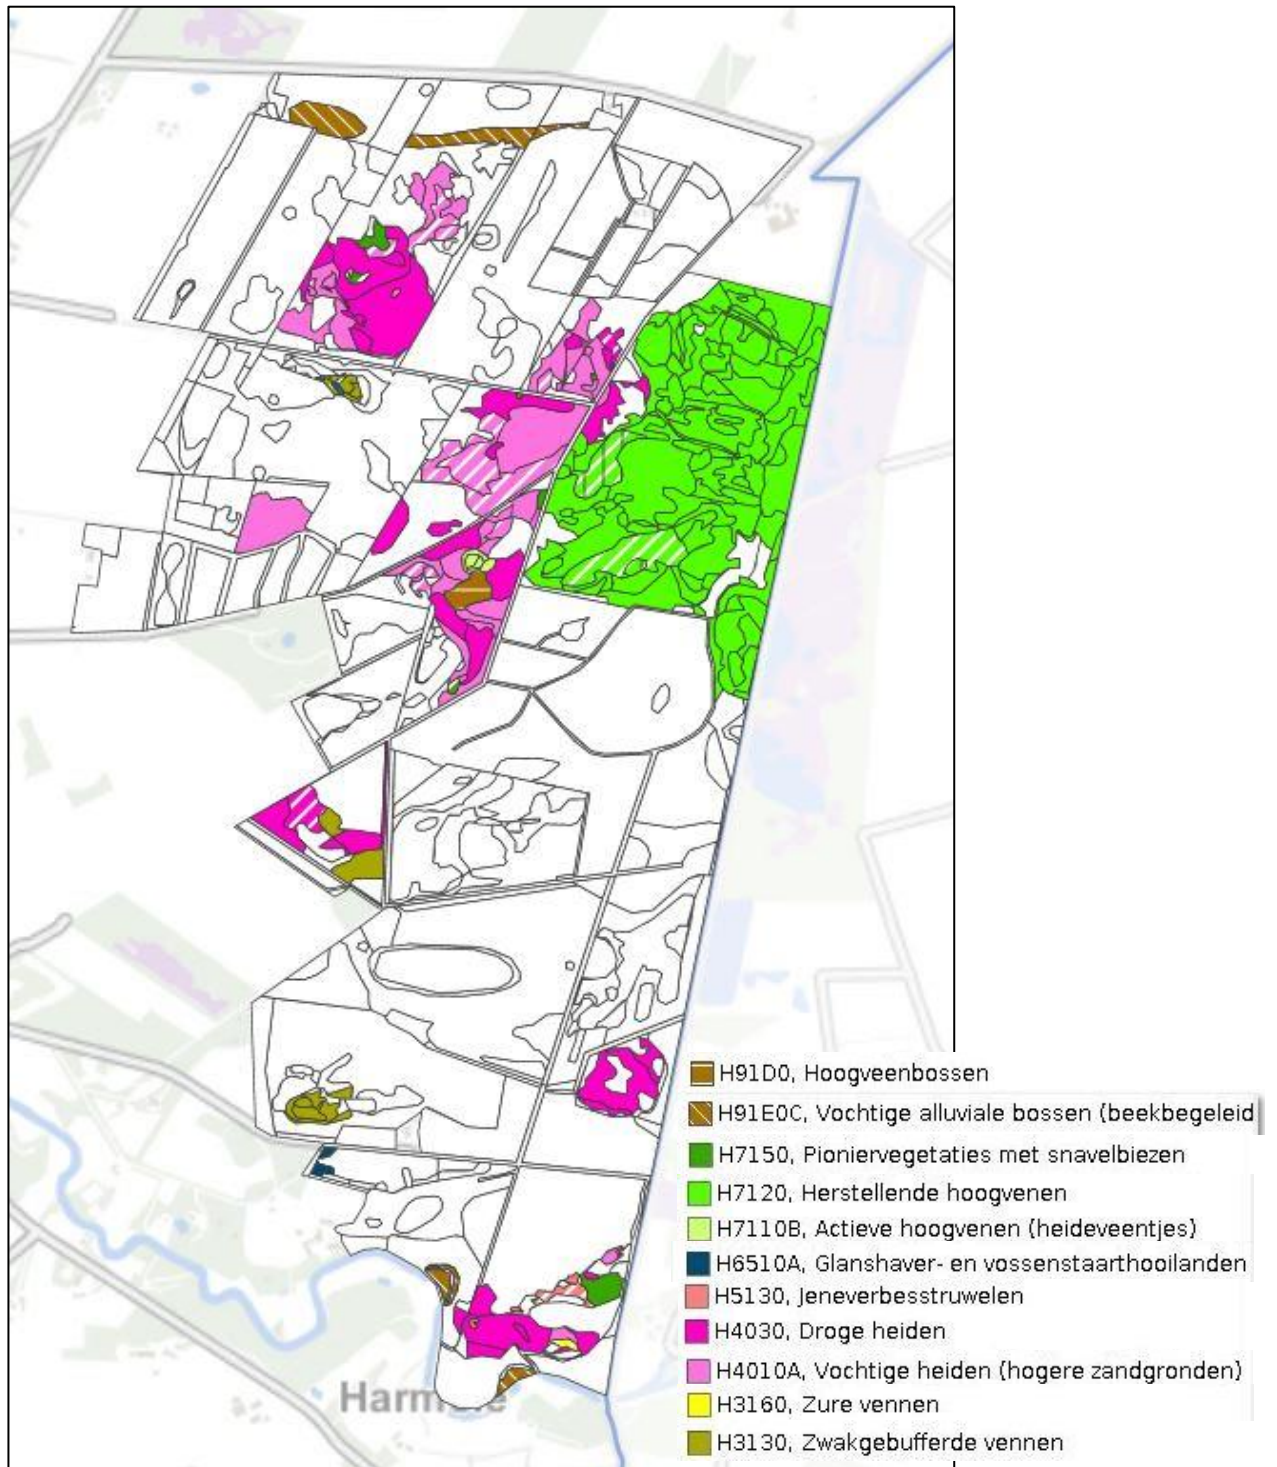 H91D0, Hoogveenbossen
H91E0C, Vochtige alluviale bossen (beekbegeleid
H7150, Pioniervegetaties met snavelbiezen
H7120, Herstellende hoogvenen
H7110B, Actieve hoogvenen (heideveentjes)
H6510A, Glanshaver- en vossenstaarthooilanden
H5130, Jeneverbesstruwelen
H4030, Droge heiden
H4010A, Vochtige heiden (hogere zandgronden)
H3160, Zure vennen
H3130, Zwakgebufferde vennen